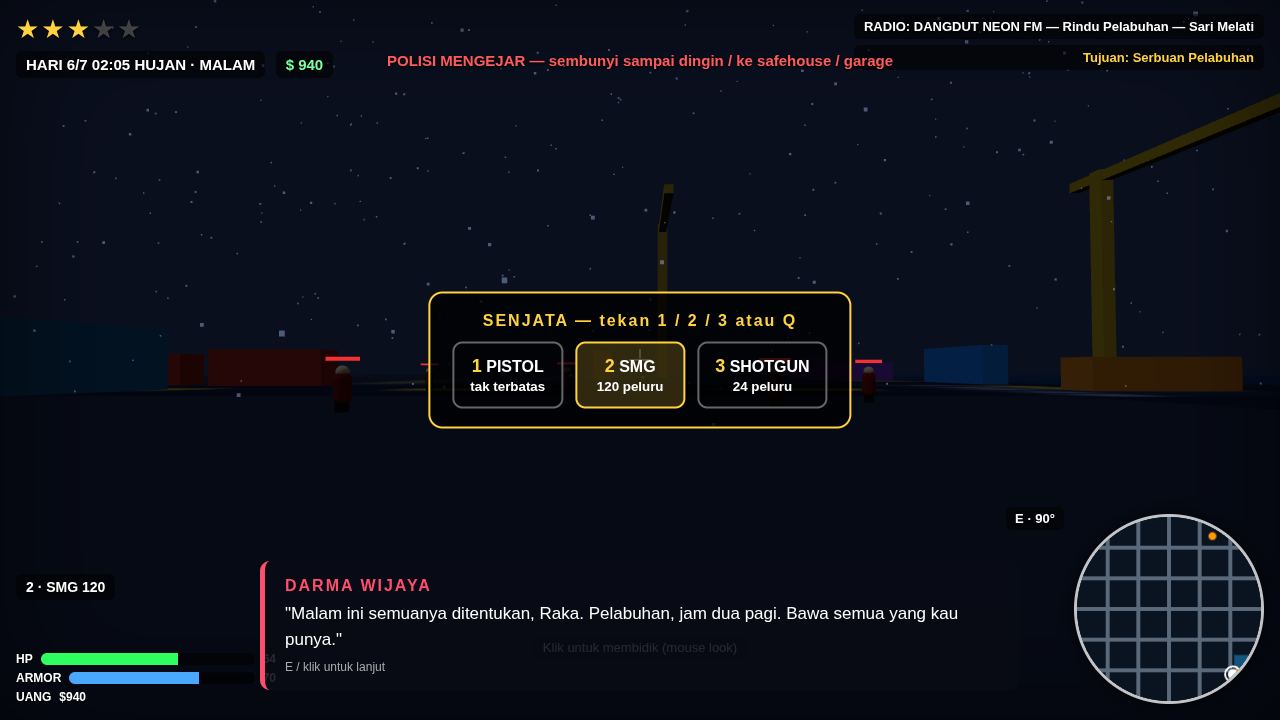 ★★★★★
HARI 6/7 02:05 HUJAN · MALAM
$ 940
POLISI MENGEJAR — sembunyi sampai dingin / ke safehouse / garage
RADIO: DANGDUT NEON FM — Rindu Pelabuhan — Sari Melati
Tujuan: Serbuan Pelabuhan
SENJATA — tekan 1 / 2 / 3 atau Q
1 PISTOL
tak terbatas
2 SMG
120 peluru
3 SHOTGUN
24 peluru
E · 90°
2 · SMG 120
DARMA WIJAYA
"Malam ini semuanya ditentukan, Raka. Pelabuhan, jam dua pagi. Bawa semua yang kau
punya."
Klik untuk membidik (mouse look)
E / klik untuk lanjut
HP 64
ARMOR 70
UANG $940